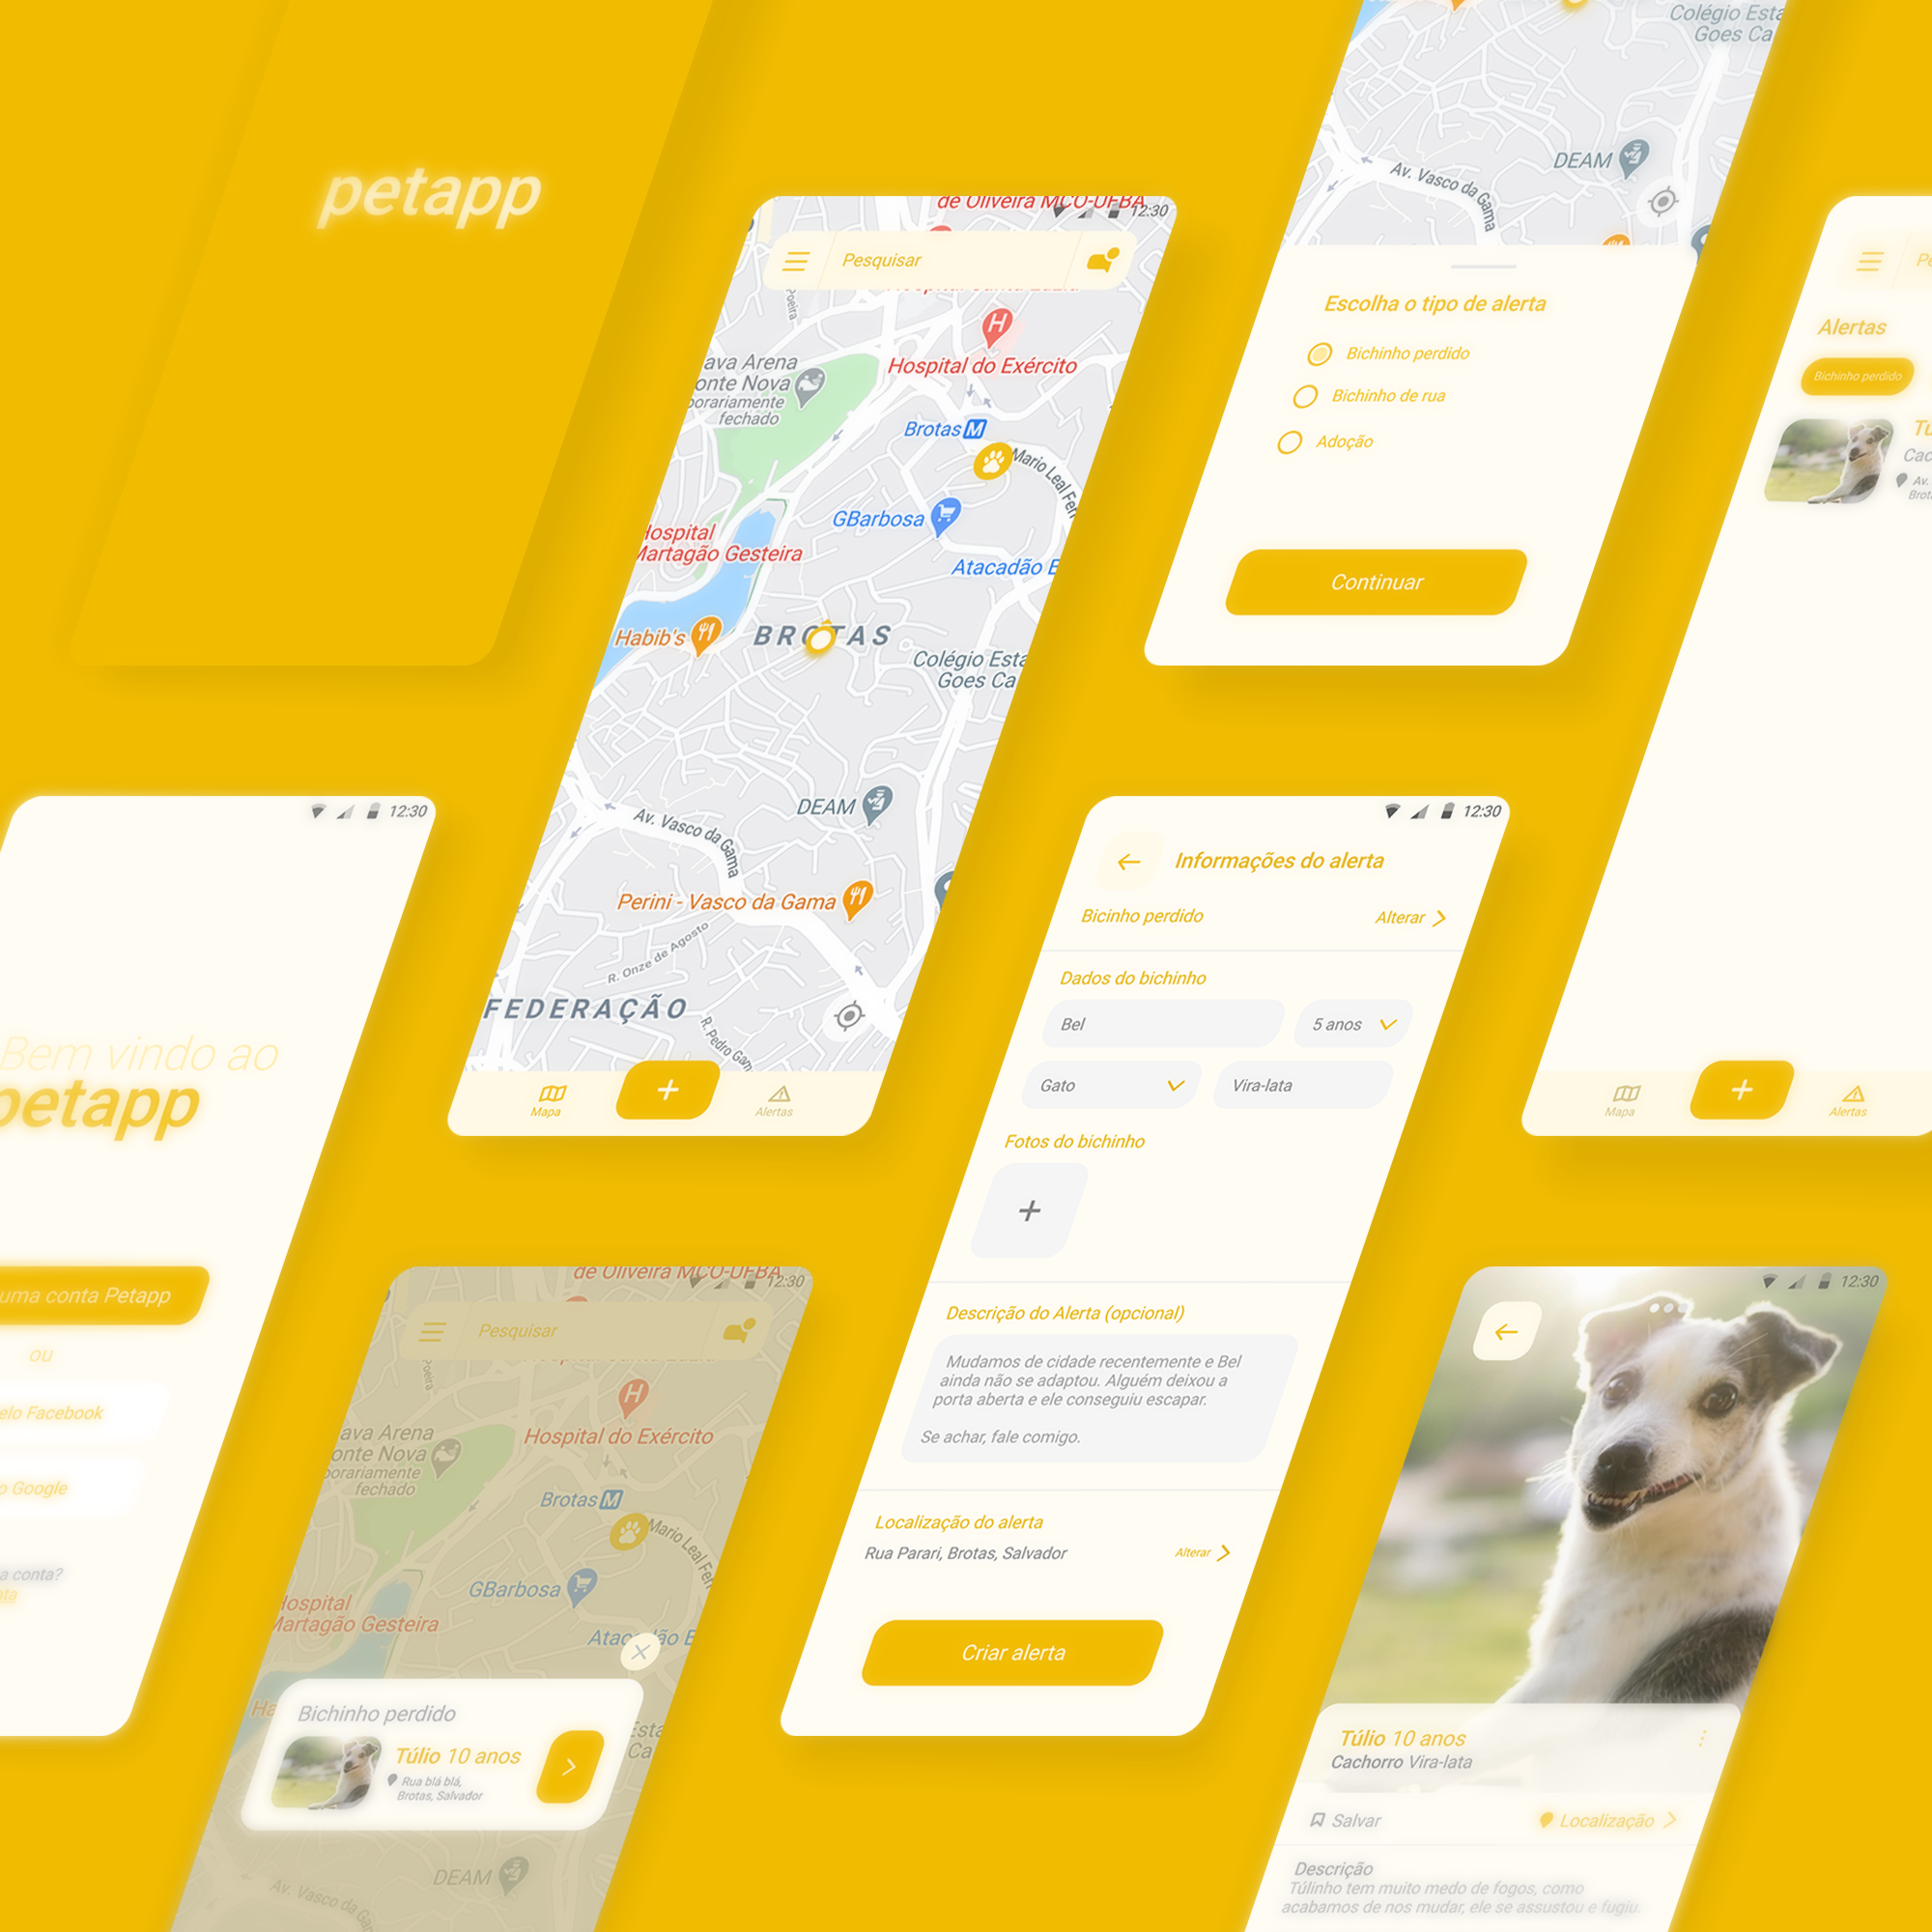 petapp
de Oliveira MCO-UFBA
12:30
Pesquisar
Poeira
Hospital do Exército
ava Arena
onte Nova
porariamente
fechado
Brotas M
Mario Leal Ferr
GBarbosa
Hospital
Martagão Gesteira
Atacadão
Habib's
BROTAS
Colégio Esta
Goes Ca
DEAM
Av. Vasco da Gama
Perini - Vasco da Gama
R. Onze de Agosto
FEDERAÇÃO
R. Pedro Gam
Mapa
+
Alertas
Colégio Esta
Goes Ca
DEAM
Av. Vasco da Gama
Escolha o tipo de alerta
Bichinho perdido
Bichinho de rua
Adoção
Continuar
Pe
Alertas
Bichinho perdido
Tú
Cac
Av.
Brot
Mapa
+
Alertas
12:30
Bem vindo ao
petapp
uma conta Petapp
ou
elo Facebook
o Google
a conta?
12:30
Informações do alerta
Bicinho perdido
Alterar
Dados do bichinho
Bel
5 anos
Gato
Vira-lata
Fotos do bichinho
+
Descrição do Alerta (opcional)
Mudamos de cidade recentemente e Bel
ainda não se adaptou. Alguém deixou a
porta aberta e ele conseguiu escapar.
Se achar, fale comigo.
Localização do alerta
Rua Parari, Brotas, Salvador
Alterar
Criar alerta
de Oliveira MCO-UFBA
12:30
Pesquisar
Poeira
Hospital do Exército
ava Arena
onte Nova
porariamente
fechado
Brotas M
Mario Leal Ferr
GBarbosa
Hospital
Martagão Gesteira
Ha
Esta
Ca
Bichinho perdido
Túlio 10 anos
Rua blá blá,
Brotas, Salvador
DEAM
Av. Vasco da
12:30
Túlio 10 anos
Cachorro Vira-lata
Salvar
Localização
Descrição
Túlinho tem muito medo de fogos, como
acabamos de nos mudar, ele se assustou e fugiu.